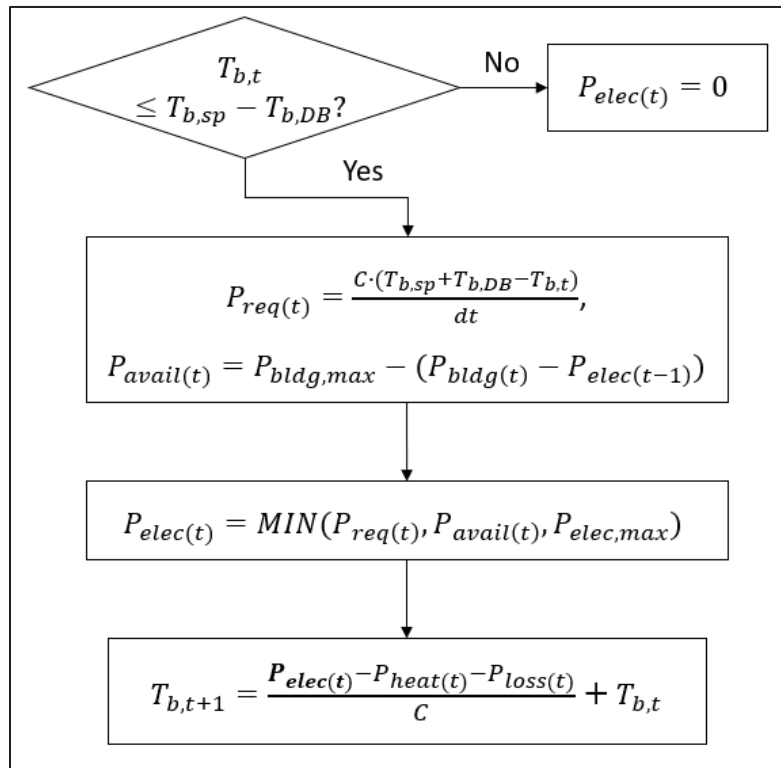 T_{b,t}
≤ T_{b,sp} − T_{b,DB}?
No
P_{elec(t)} = 0
Yes
P_{req(t)} = \frac{C·(T_{b,sp}+T_{b,DB}−T_{b,t})}{dt},
P_{avail(t)} = P_{bldg,max} − (P_{bldg(t)} − P_{elec(t−1)})
P_{elec(t)} = MIN(P_{req(t)}, P_{avail(t)}, P_{elec,max})
T_{b,t+1} = \frac{P_{elec(t)}−P_{heat(t)}−P_{loss(t)}}{C} + T_{b,t}